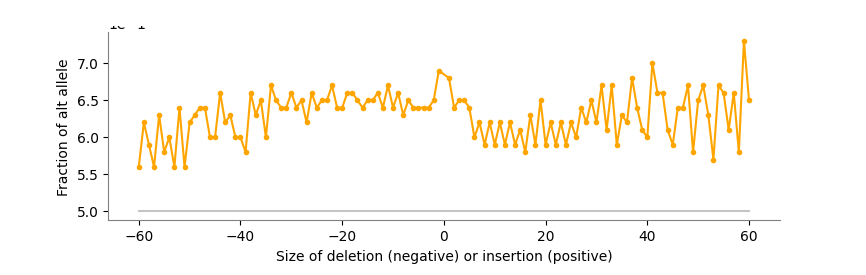 7.0
6.5
6.0
5.5
5.0
Fraction of alt allele
−60 −40 −20 0 20 40 60
Size of deletion (negative) or insertion (positive)